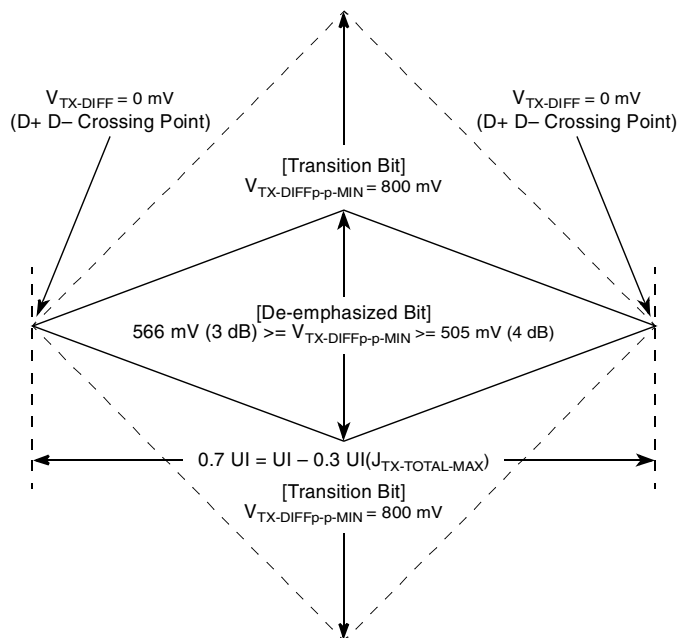 V_TX-DIFF = 0 mV
(D+ D– Crossing Point)
V_TX-DIFF = 0 mV
(D+ D– Crossing Point)
[Transition Bit]
V_TX-DIFFp-p-MIN = 800 mV
[De-emphasized Bit]
566 mV (3 dB) >= V_TX-DIFFp-p-MIN >= 505 mV (4 dB)
0.7 UI = UI – 0.3 UI(J_TX-TOTAL-MAX)
[Transition Bit]
V_TX-DIFFp-p-MIN = 800 mV